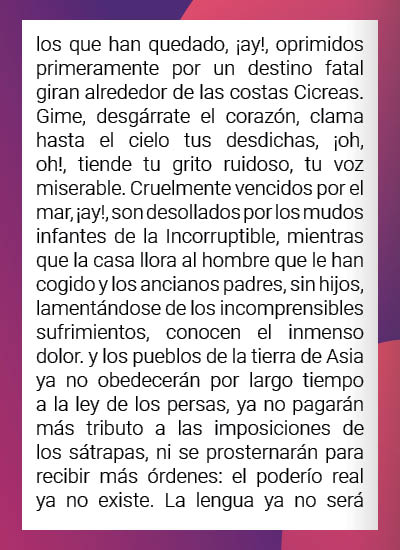 los que han quedado, ¡ay!, oprimidos
primeramente por un destino fatal
giran alrededor de las costas Cicreas.
Gime, desgárrate el corazón, clama
hasta el cielo tus desdichas, ¡oh,
oh!, tiende tu grito ruidoso, tu voz
miserable. Cruelmente vencidos por el
mar, ¡ay!, son desollados por los mudos
infantes de la Incorruptible, mientras
que la casa llora al hombre que le han
cogido y los ancianos padres, sin hijos,
lamentándose de los incomprensibles
sufrimientos, conocen el inmenso
dolor. y los pueblos de la tierra de Asia
ya no obedecerán por largo tiempo
a la ley de los persas, ya no pagarán
más tributo a las imposiciones de
los sátrapas, ni se prosternarán para
recibir más órdenes: el poderío real
ya no existe. La lengua ya no será